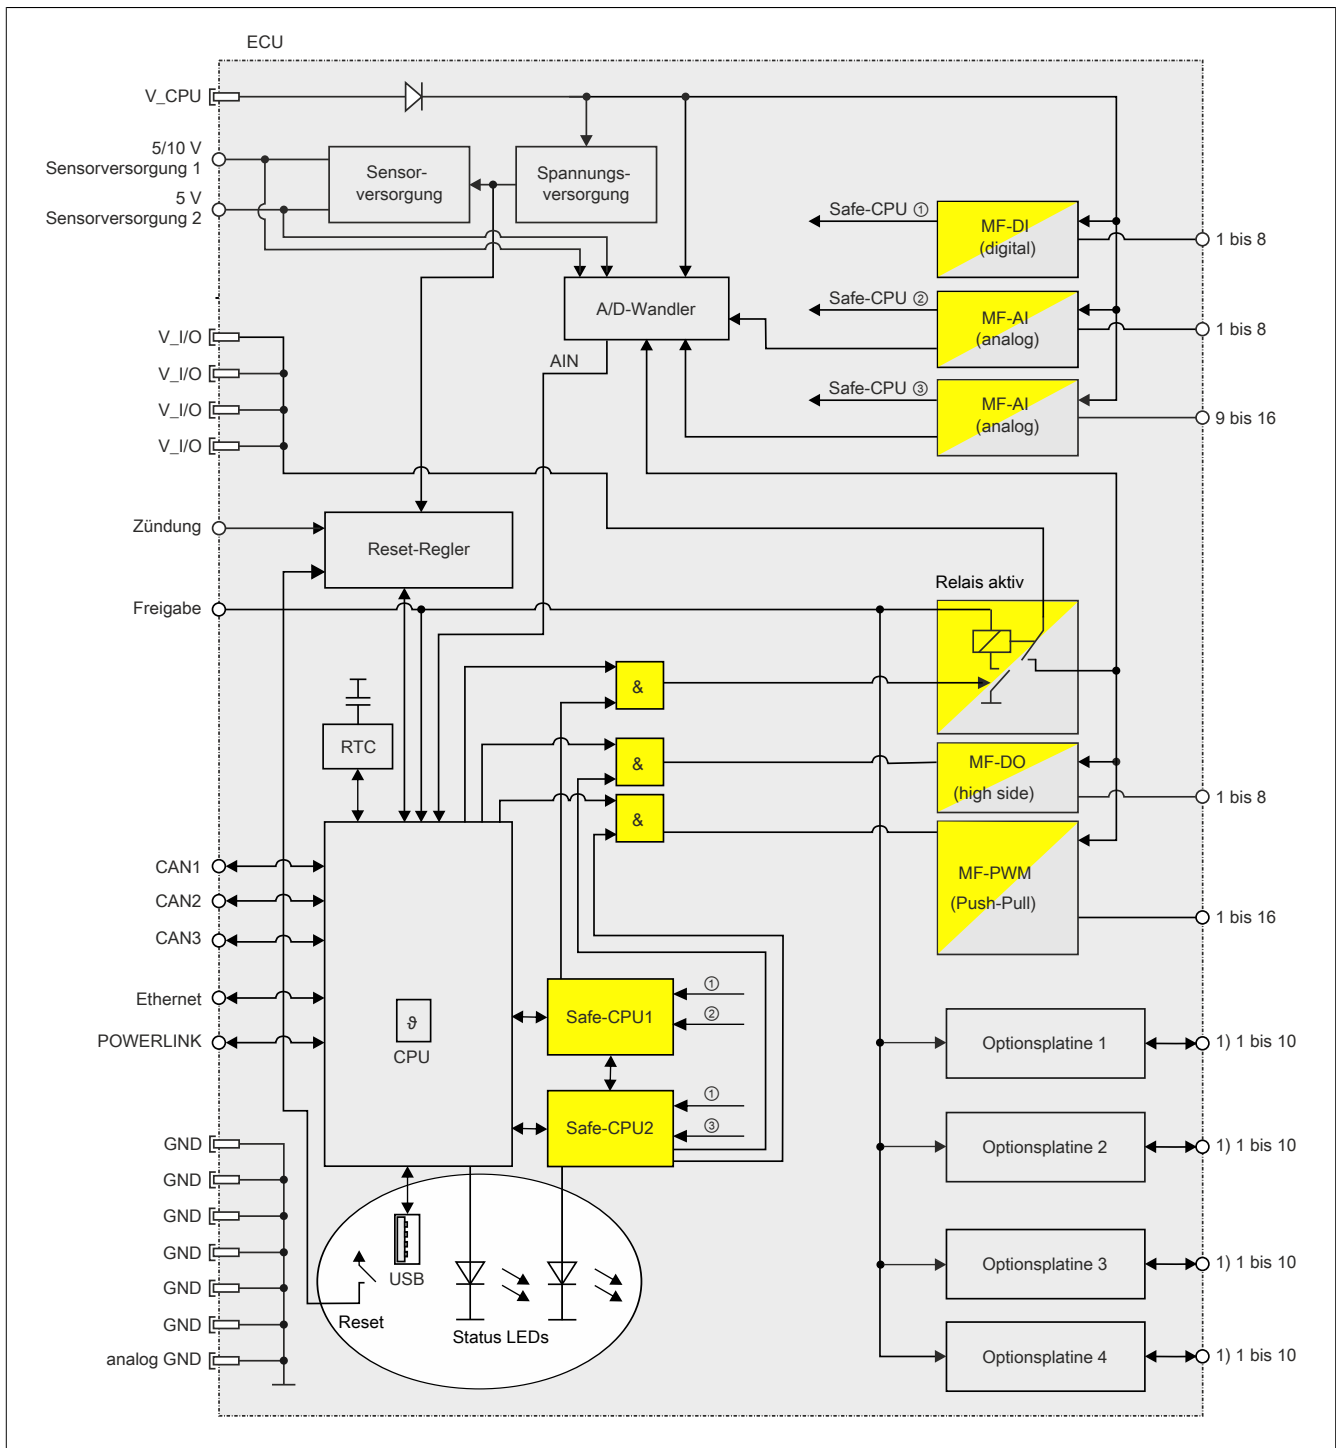 ECU
V_CPU
5/10 V
Sensorversorgung 1
5 V
Sensorversorgung 2
Sensor-
versorgung
Spannungs-
versorgung
Safe-CPU ①
MF-DI
(digital)
1 bis 8
A/D-Wandler
Safe-CPU ②
MF-AI
(analog)
1 bis 8
V_I/O
V_I/O
V_I/O
V_I/O
AIN
Safe-CPU ③
MF-AI
(analog)
9 bis 16
Zündung
Reset-Regler
Freigabe
Relais aktiv
&
RTC
&
MF-DO
(high side)
1 bis 8
&
CAN1
CAN2
CAN3
MF-PWM
(Push-Pull)
1 bis 16
Ethernet
POWERLINK
ϑ
CPU
Safe-CPU1
①
②
Optionsplatine 1
1) 1 bis 10
Safe-CPU2
①
③
Optionsplatine 2
1) 1 bis 10
GND
GND
GND
GND
GND
GND
analog GND
USB
Reset
Status LEDs
Optionsplatine 3
1) 1 bis 10
Optionsplatine 4
1) 1 bis 10